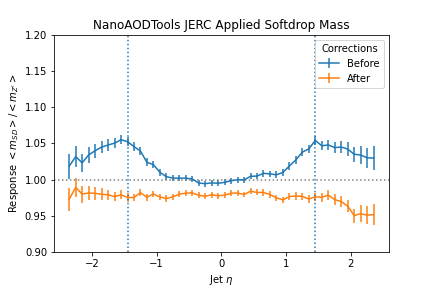 NanoAODTools JERC Applied Softdrop Mass
Response < m_SD > / < m_Z' >
1.20
1.15
1.10
1.05
1.00
0.95
0.90
Corrections
Before
After
−2
−1
0
1
2
Jet η